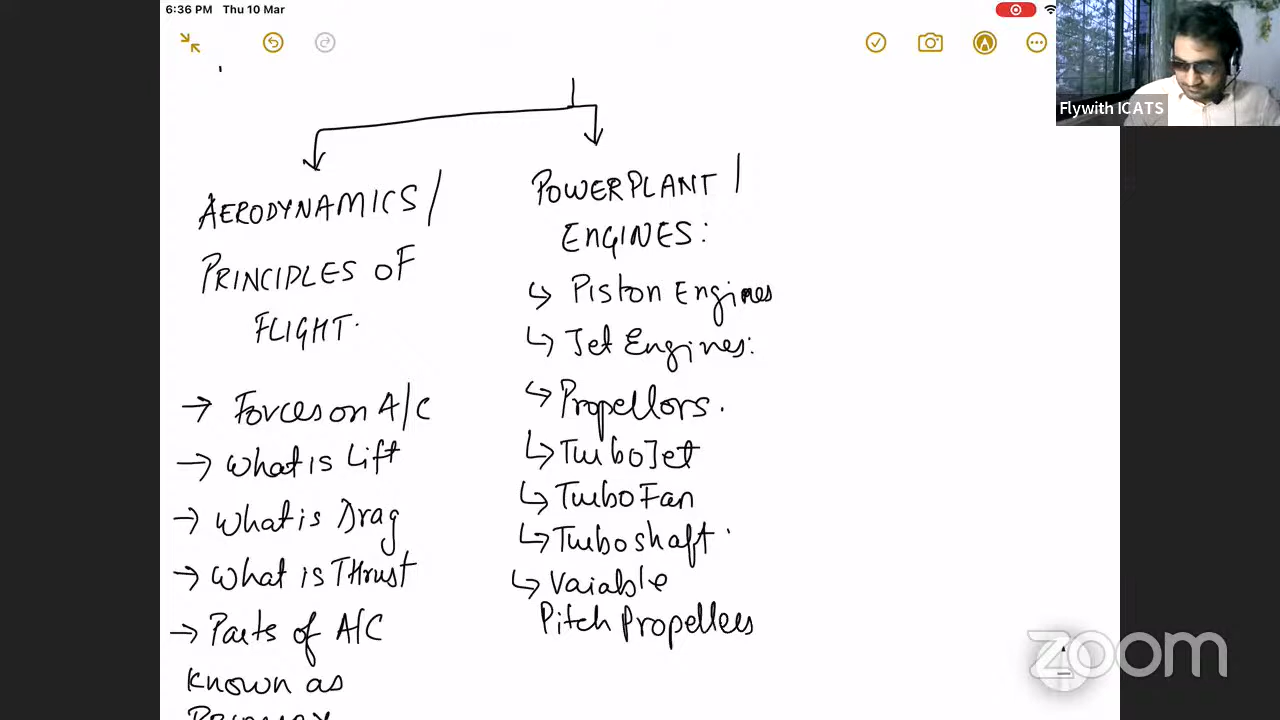 6:36 PM Thu 10 Mar
Flywith ICATS
AERODYNAMICS/
PRINCIPLES OF
FLIGHT.
→ Forces on A/C
→ What is Lift
→ What is Drag
→ What is Thrust
→ Parts of A/C
known as
POWERPLANT/
ENGINES:
↳ Piston Engines
↳ Jet Engines:
↳ Propellors.
↳ TurboJet
↳ TurboFan
↳ Turboshaft
↳ Vaiable
Pitch Propellers
zoom